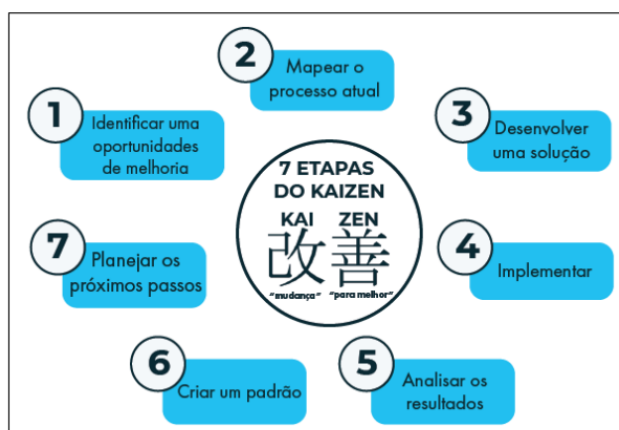 1
Identificar uma
oportunidades
de melhoria
2
Mapear o
processo atual
3
Desenvolver
uma solução
7 ETAPAS
DO KAIZEN
KAI ZEN
改善
"mudança" "para melhor"
4
Implementar
5
Analisar os
resultados
6
Criar um padrão
7
Planejar os
próximos passos